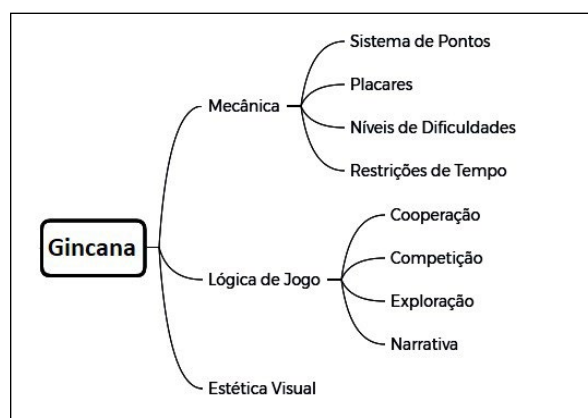 Gincana
Mecânica
Sistema de Pontos
Placares
Níveis de Dificuldades
Restrições de Tempo
Lógica de Jogo
Cooperação
Competição
Exploração
Narrativa
Estética Visual